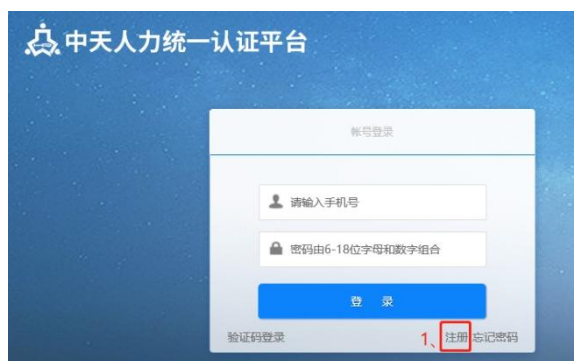 中天人力统一认证平台
帐号登录
请输入手机号
密码由6-18位字母和数字组合
登 录
验证码登录 1、注册 忘记密码